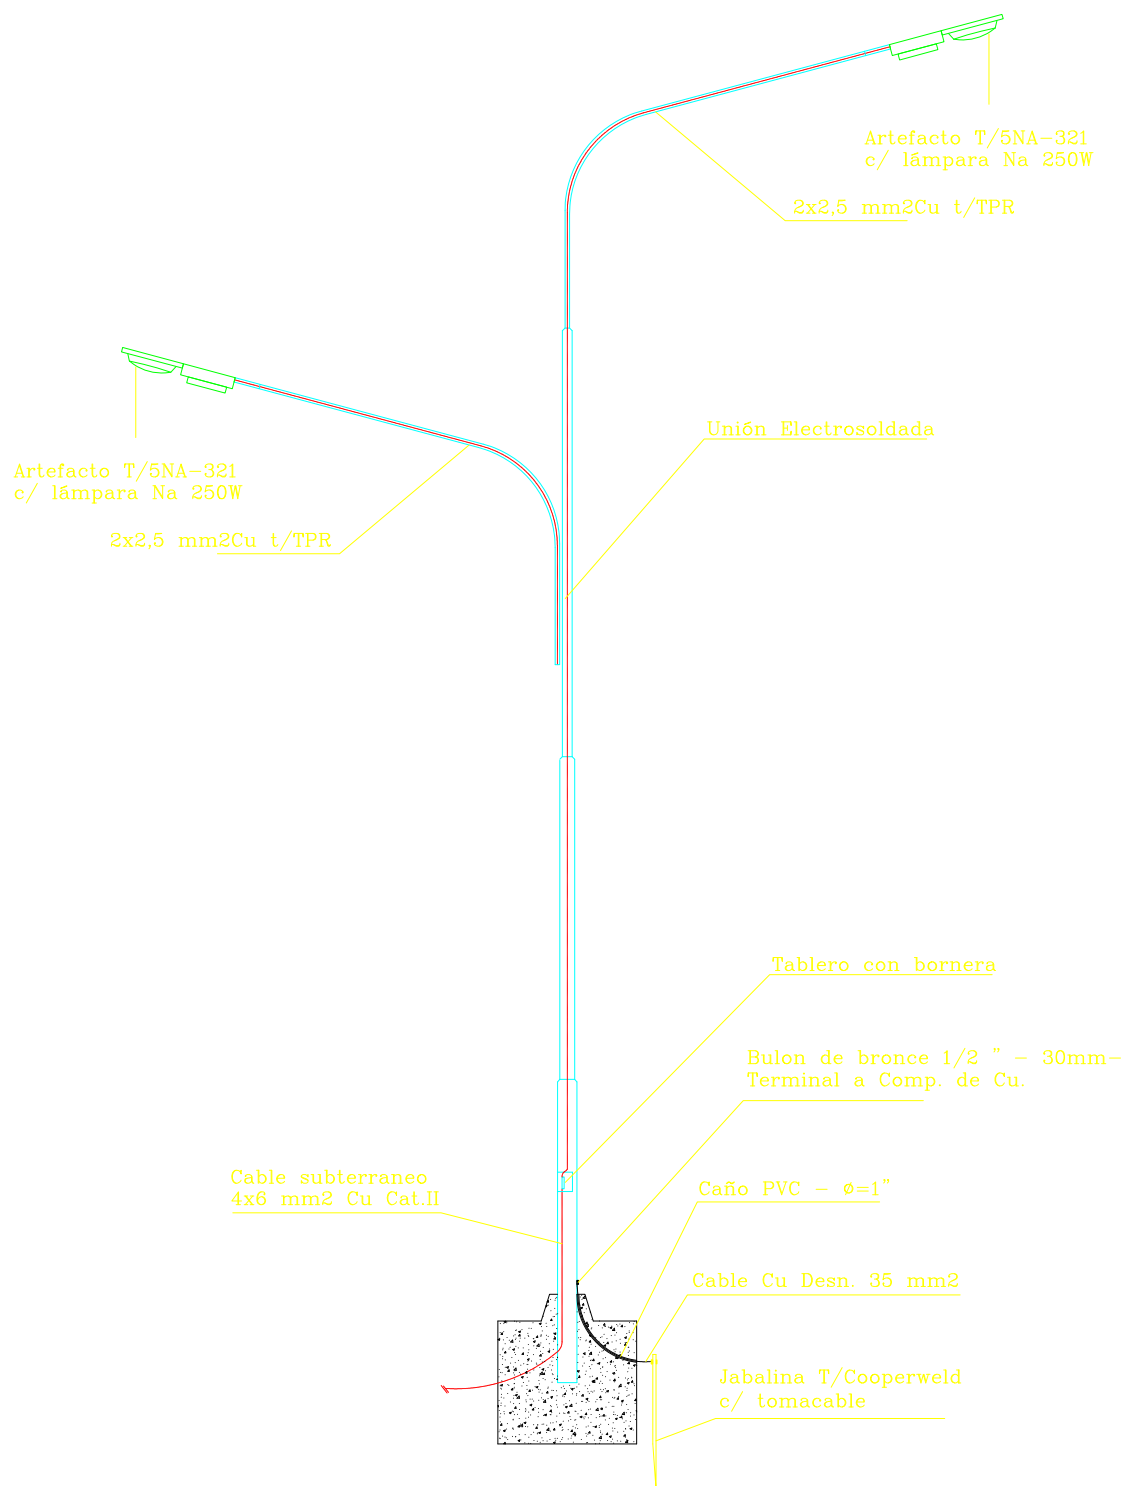 Artefacto T/5NA-321
c/ lámpara Na 250W
2x2,5 mm2Cu t/TPR
Unión Electrosoldada
Artefacto T/5NA-321
c/ lámpara Na 250W
2x2,5 mm2Cu t/TPR
Tablero con bornera
Bulon de bronce 1/2 " - 30mm-
Terminal a Comp. de Cu.
Cable subterraneo
4x6 mm2 Cu Cat.II
Caño PVC - Ø=1"
Cable Cu Desn. 35 mm2
Jabalina T/Cooperweld
c/ tomacable